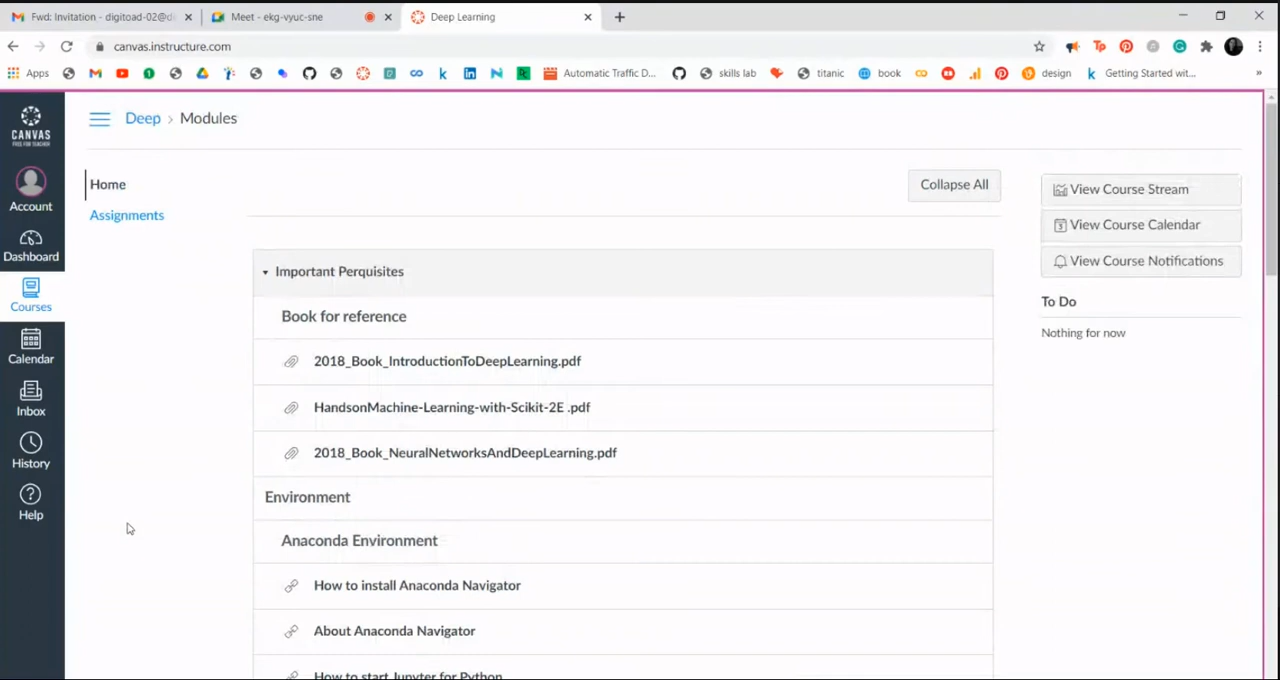 Fwd: Invitation - digitoad-02@d
Meet - ekg-vyuc-sne
Deep Learning
canvas.instructure.com
Apps
Automatic Traffic D...
skills lab
titanic
book
design
Getting Started wit...
CANVAS
FREE FOR TEACHER
Account
Dashboard
Courses
Calendar
Inbox
History
Help
Deep › Modules
Home
Assignments
Collapse All
Important Perquisites
Book for reference
2018_Book_IntroductionToDeepLearning.pdf
HandsonMachine-Learning-with-Scikit-2E .pdf
2018_Book_NeuralNetworksAndDeepLearning.pdf
Environment
Anaconda Environment
How to install Anaconda Navigator
About Anaconda Navigator
How to start Jupyter for Python
View Course Stream
View Course Calendar
View Course Notifications
To Do
Nothing for now